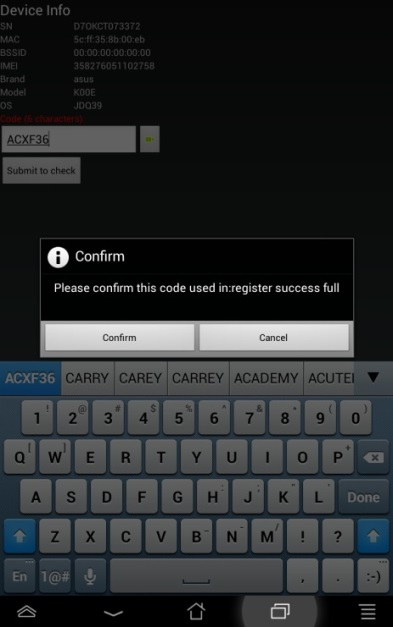 Device Info
SN D7OKCT073372
MAC 5c:ff:35:8b:00:eb
BSSID 00:00:00:00:00:00
IMEI 358276051102758
Brand asus
Model K00E
OS JDQ39
Code (6 characters)
ACXF36
Submit to check
Confirm
Please confirm this code used in:register success full
Confirm Cancel
ACXF36 CARRY CAREY CARREY ACADEMY ACUTE
1 ! 2 @ 3 # 4 $ 5 % 6 ^ 7 & 8 * 9 ( 0 )
Q [ W ] E R T Y U I O P "
A S D F G H ' J ; K ~ L ` Done
Z X C V B - N _ M / ! ?
En 1@# , . :-)